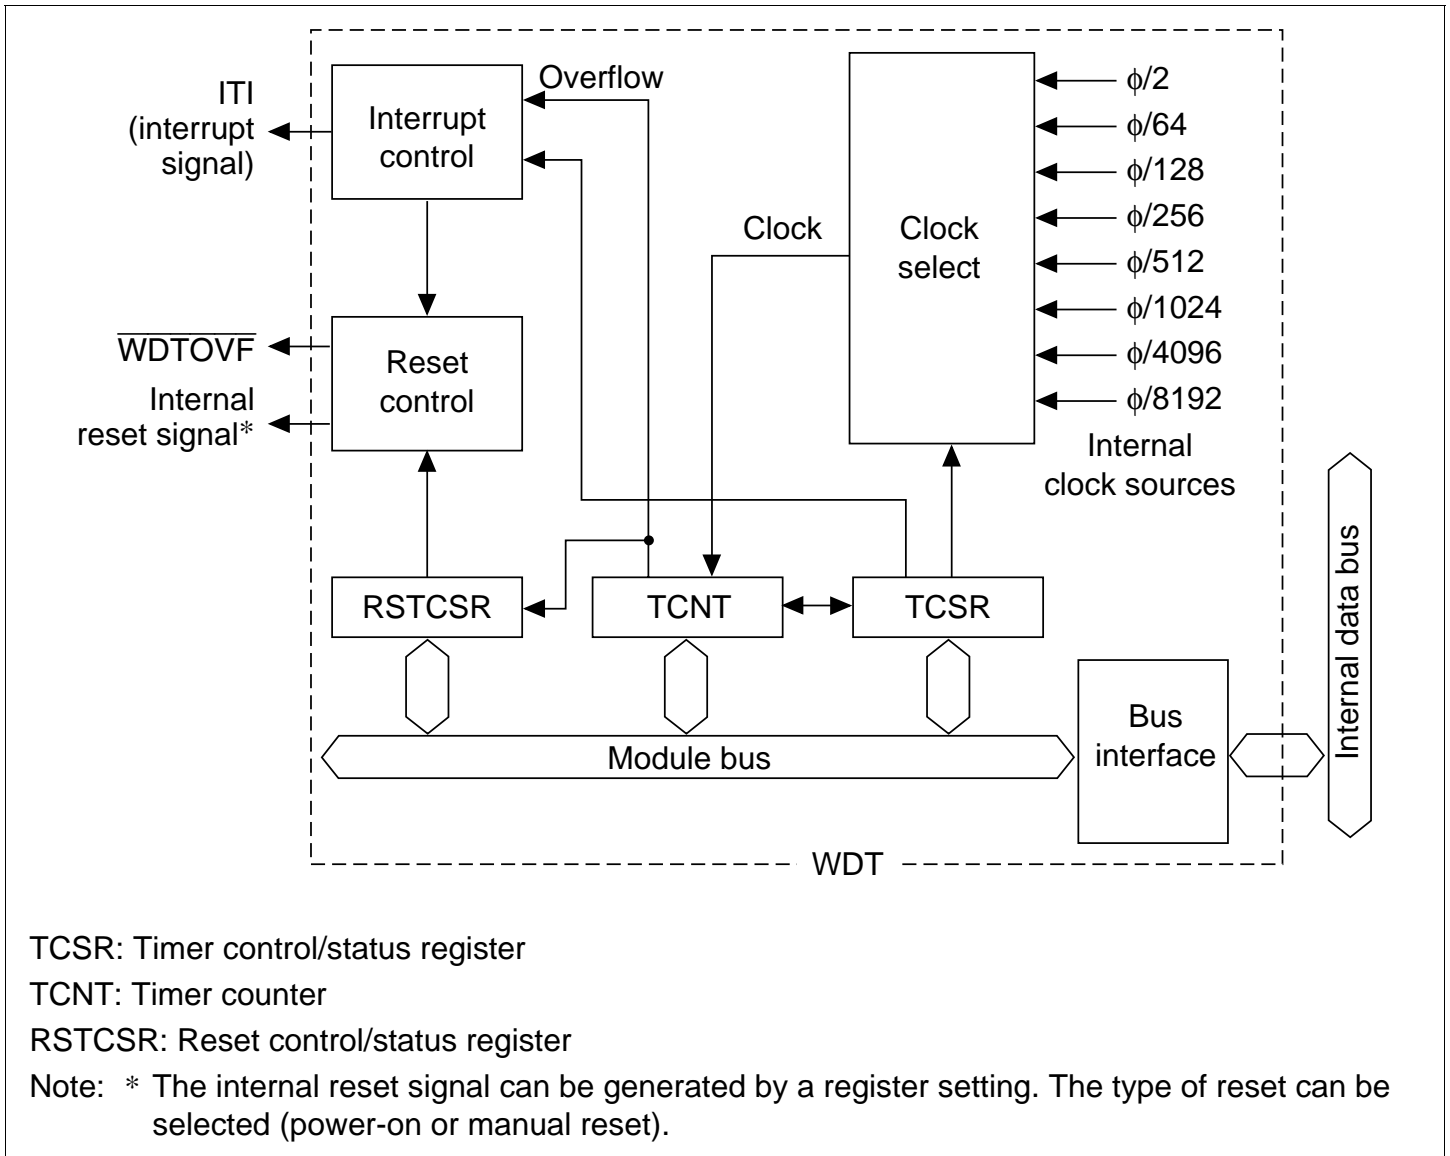 ITI
(interrupt
signal)
Interrupt
control
Overflow
Clock
Clock
select
ϕ/2
ϕ/64
ϕ/128
ϕ/256
ϕ/512
ϕ/1024
ϕ/4096
ϕ/8192
Internal
clock sources
WDTOVF
Internal
reset signal*
Reset
control
RSTCSR
TCNT
TCSR
Module bus
Bus
interface
Internal data bus
WDT
TCSR: Timer control/status register
TCNT: Timer counter
RSTCSR: Reset control/status register
Note: * The internal reset signal can be generated by a register setting. The type of reset can be
selected (power-on or manual reset).